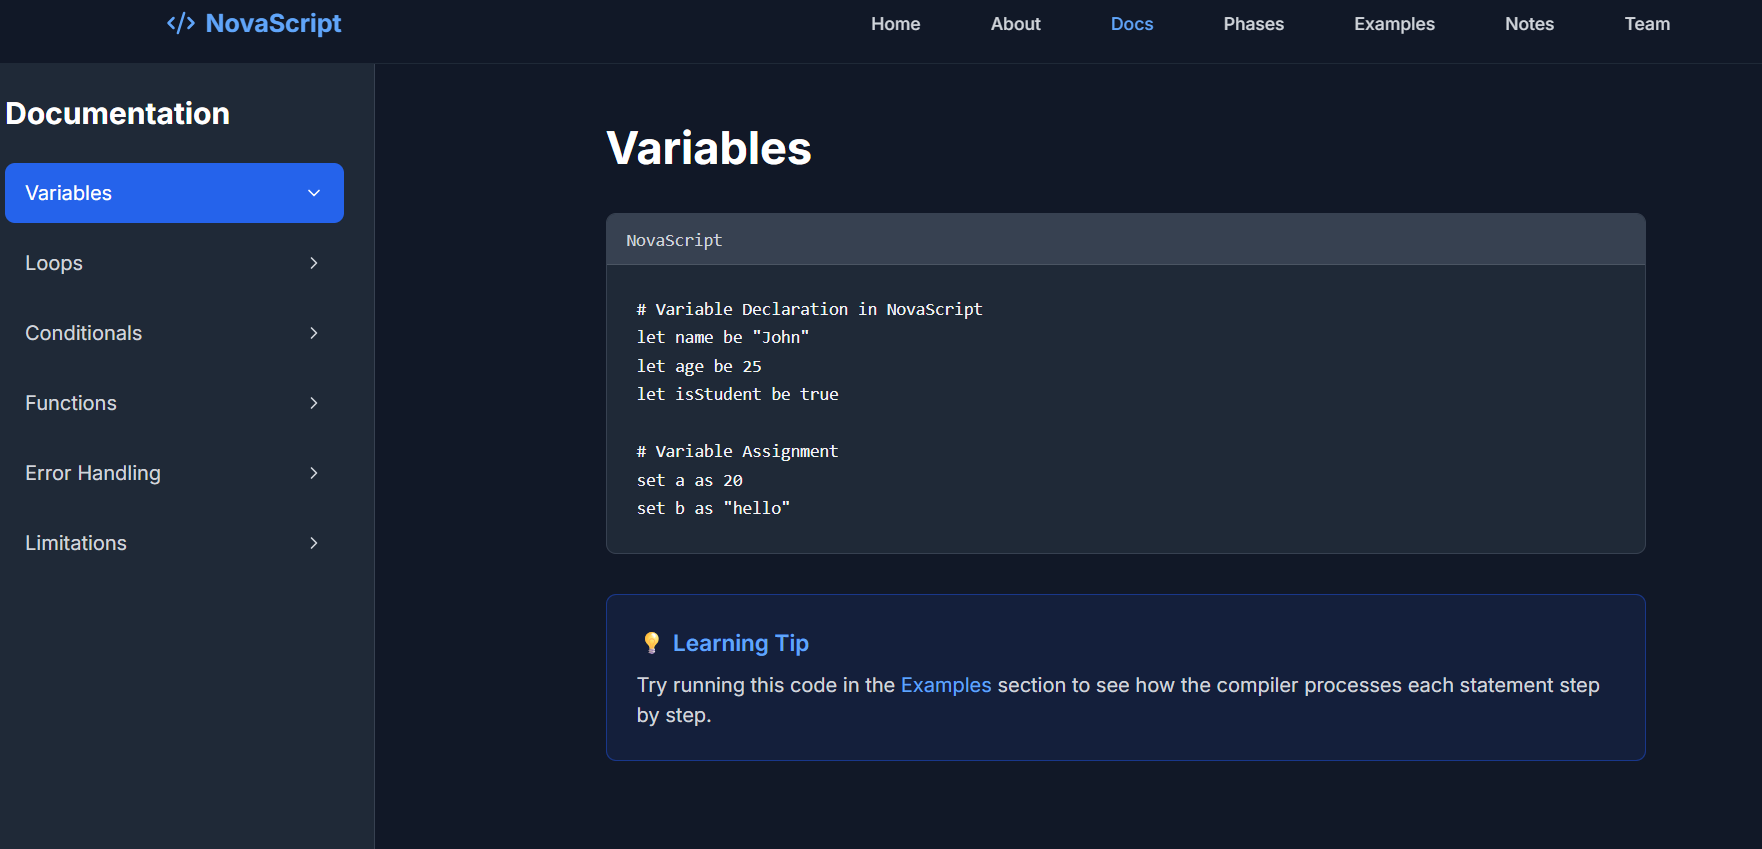 </> NovaScript
Home About Docs Phases Examples Notes Team
Documentation
Variables
Loops
Conditionals
Functions
Error Handling
Limitations
Variables
NovaScript
# Variable Declaration in NovaScript
let name be "John"
let age be 25
let isStudent be true
# Variable Assignment
set a as 20
set b as "hello"
💡 Learning Tip
Try running this code in the Examples section to see how the compiler processes each statement step
by step.